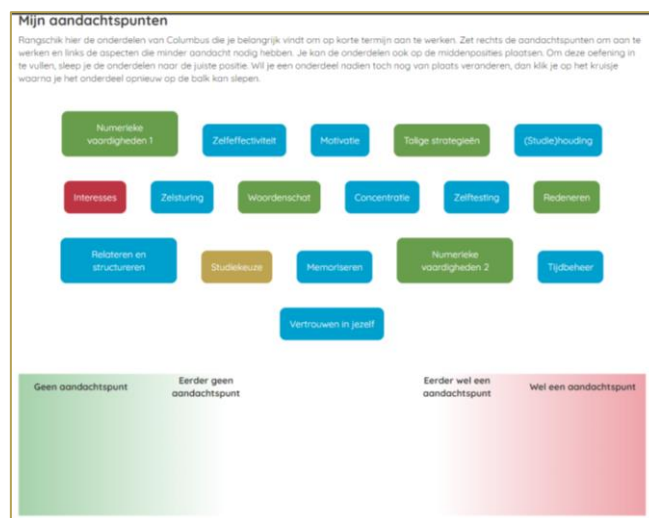 Mijn aandachtspunten
Rangschik hier de onderdelen van Columbus die je belangrijk vindt om op korte termijn aan te werken. Zet rechts de aandachtspunten om aan te
werken en links de aspecten die minder aandacht nodig hebben. Je kan de onderdelen ook op de middenposities plaatsen. Om deze oefening in
te vullen, sleep je de onderdelen naar de juiste positie. Wil je een onderdeel nadien toch nog van plaats veranderen, dan klik je op het kruisje
waarna je het onderdeel opnieuw op de balk kan slepen.
Numerieke
vaardigheden 1
Zelfeffectiviteit
Motivatie
Talige strategieën
(Studie)houding
Interesses
Zelsturing
Woordenschat
Concentratie
Zelftesting
Redeneren
Relateren en
structureren
Studiekeuze
Memoriseren
Numerieke
vaardigheden 2
Tijdbeheer
Vertrouwen in jezelf
Geen aandachtspunt
Eerder geen
aandachtspunt
Eerder wel een
aandachtspunt
Wel een aandachtspunt